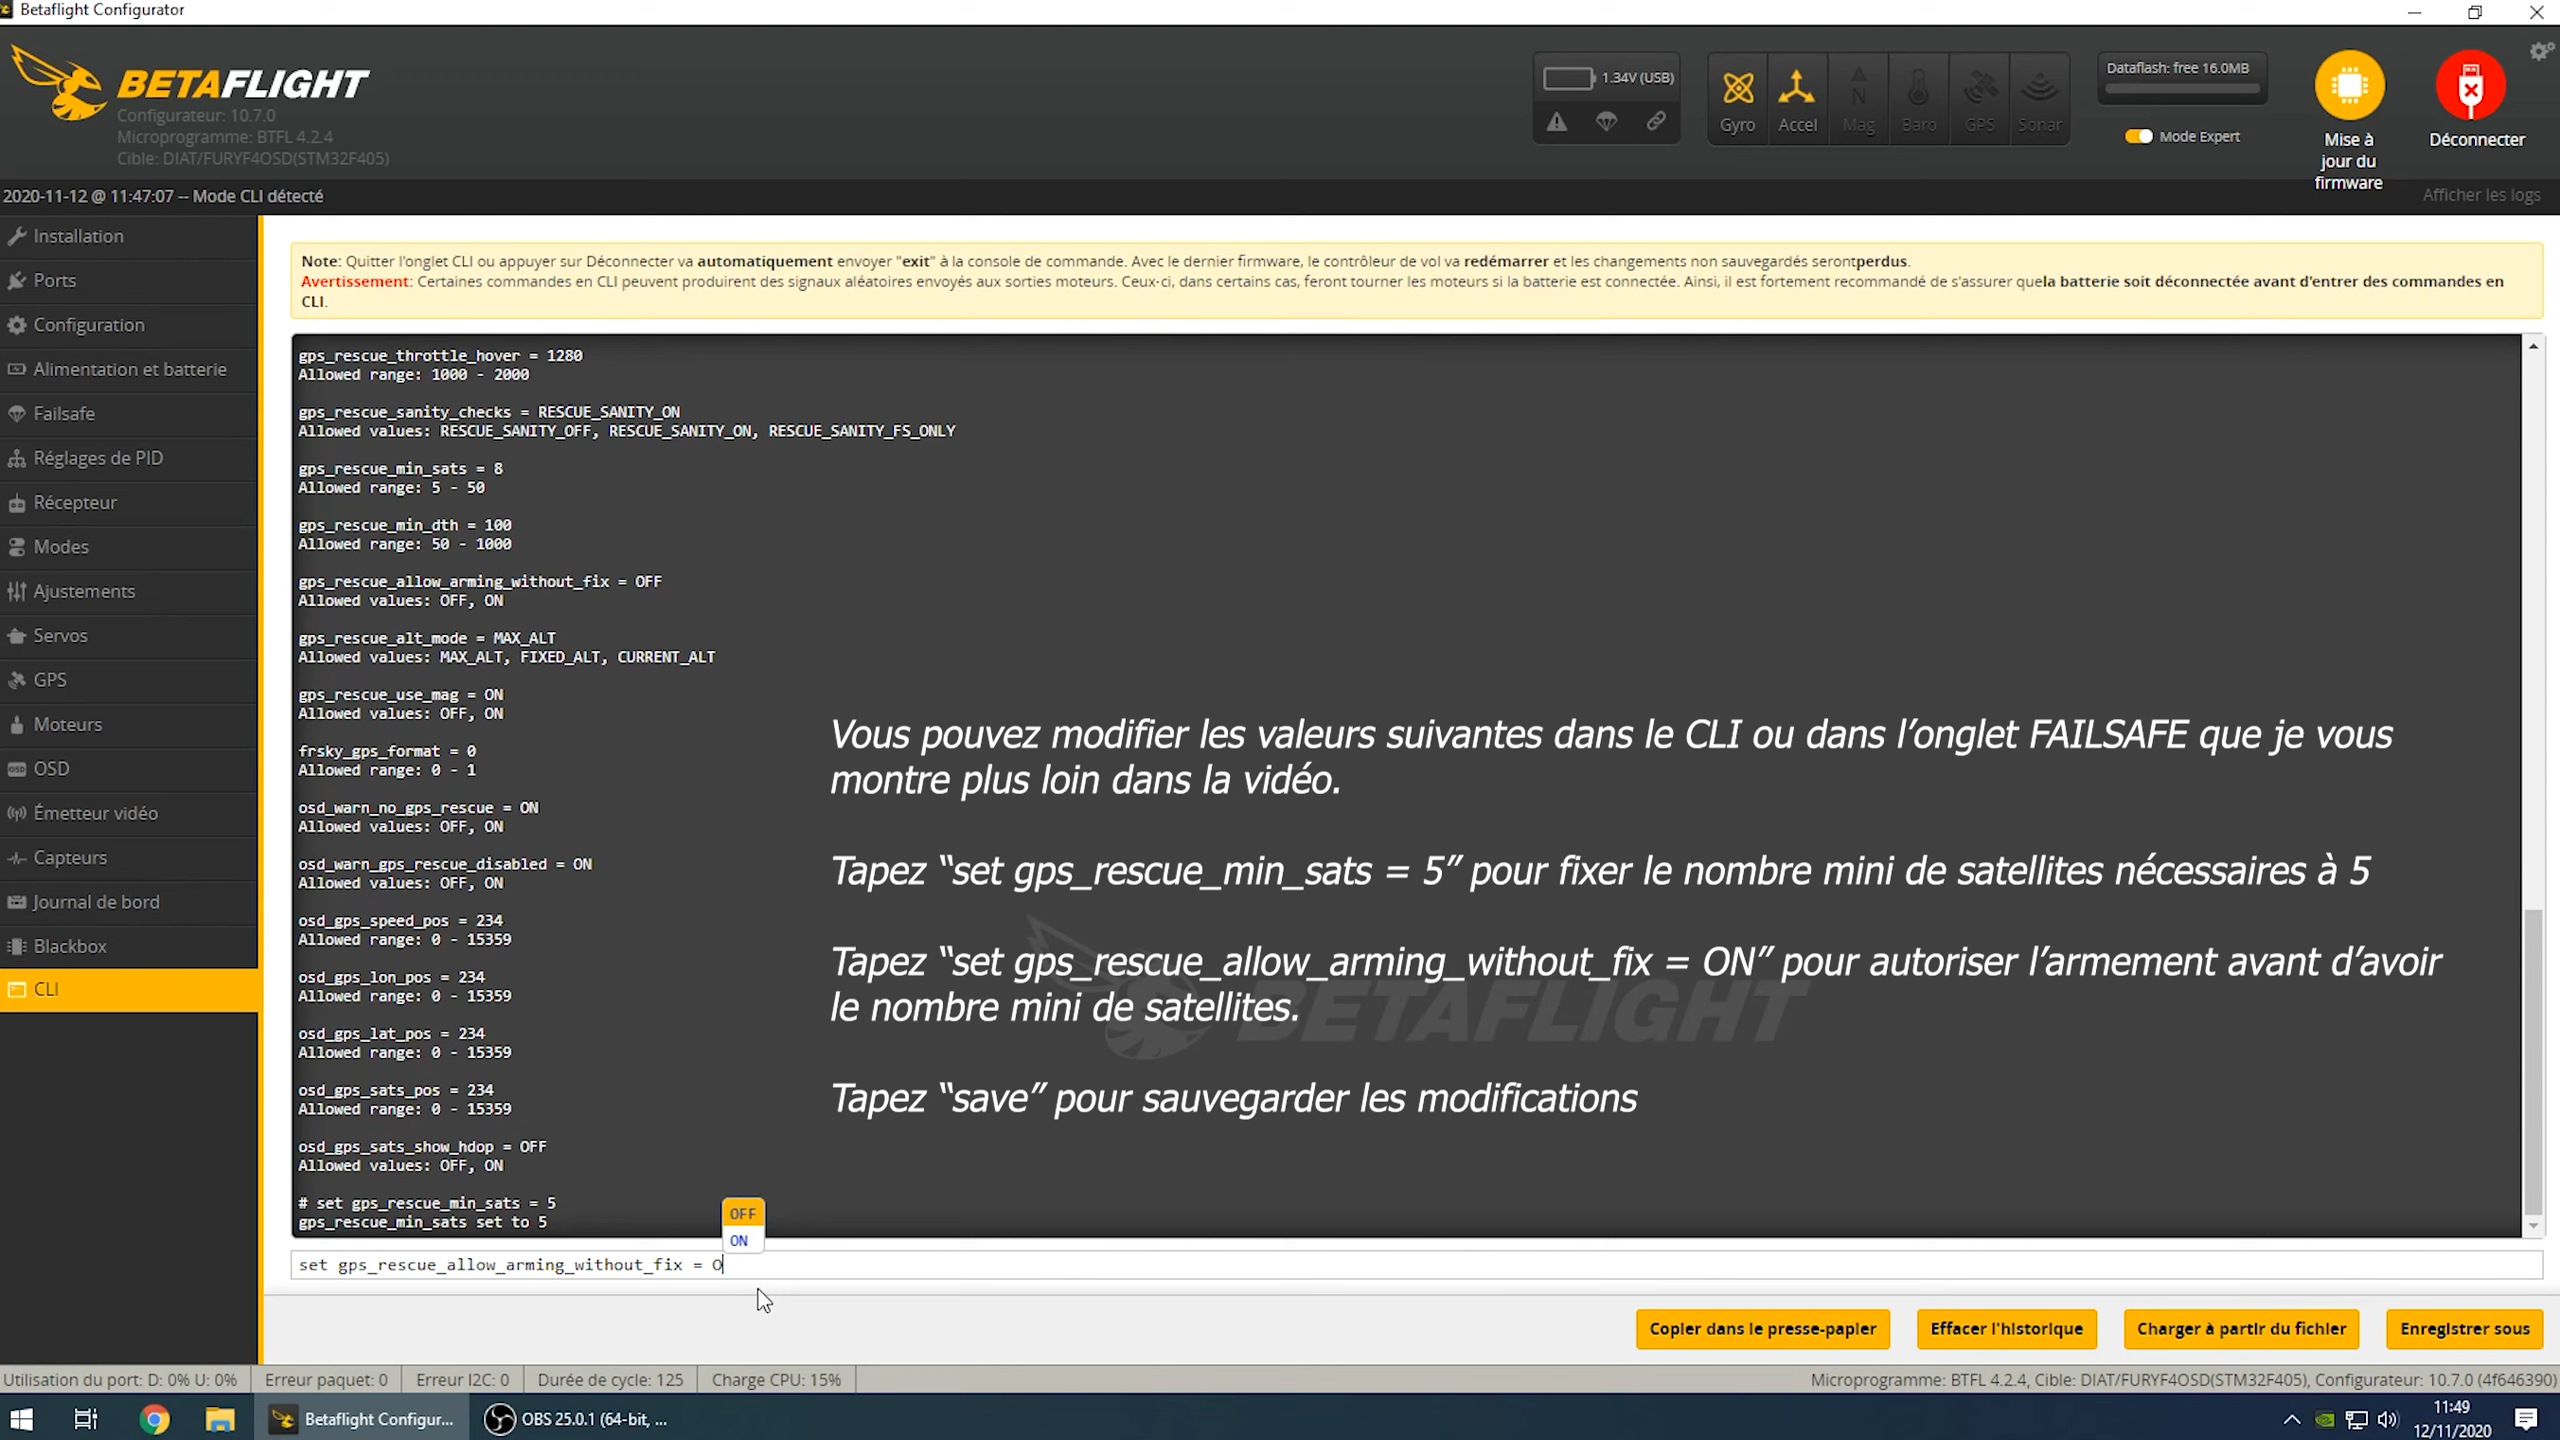 Betaflight Configurator
BETAFLIGHT
Configurateur: 10.7.0
Microprogramme: BTFL 4.2.4
Cible: DIAT/FURYF4OSD(STM32F405)
1.34V (USB)
Gyro
Accel
Mag
Baro
GPS
Sonar
Dataflash: free 16.0MB
Mode Expert
Mise à
jour du
firmware
Déconnecter
2020-11-12 @ 11:47:07 -- Mode CLI détecté
Afficher les logs
Installation
Ports
Configuration
Alimentation et batterie
Failsafe
Réglages de PID
Récepteur
Modes
Ajustements
Servos
GPS
Moteurs
OSD
Émetteur vidéo
Capteurs
Journal de bord
Blackbox
CLI
Note: Quitter l'onglet CLI ou appuyer sur Déconnecter va automatiquement envoyer "exit" à la console de commande. Avec le dernier firmware, le contrôleur de vol va redémarrer et les changements non sauvegardés serontperdus.
Avertissement: Certaines commandes en CLI peuvent produirent des signaux aléatoires envoyés aux sorties moteurs. Ceux-ci, dans certains cas, feront tourner les moteurs si la batterie est connectée. Ainsi, il est fortement recommandé de s'assurer quela batterie soit déconnectée avant d'entrer des commandes en
CLI.
gps_rescue_throttle_hover = 1280
Allowed range: 1000 - 2000
gps_rescue_sanity_checks = RESCUE_SANITY_ON
Allowed values: RESCUE_SANITY_OFF, RESCUE_SANITY_ON, RESCUE_SANITY_FS_ONLY
gps_rescue_min_sats = 8
Allowed range: 5 - 50
gps_rescue_min_dth = 100
Allowed range: 50 - 1000
gps_rescue_allow_arming_without_fix = OFF
Allowed values: OFF, ON
gps_rescue_alt_mode = MAX_ALT
Allowed values: MAX_ALT, FIXED_ALT, CURRENT_ALT
gps_rescue_use_mag = ON
Allowed values: OFF, ON
frsky_gps_format = 0
Allowed range: 0 - 1
osd_warn_no_gps_rescue = ON
Allowed values: OFF, ON
osd_warn_gps_rescue_disabled = ON
Allowed values: OFF, ON
osd_gps_speed_pos = 234
Allowed range: 0 - 15359
osd_gps_lon_pos = 234
Allowed range: 0 - 15359
osd_gps_lat_pos = 234
Allowed range: 0 - 15359
osd_gps_sats_pos = 234
Allowed range: 0 - 15359
osd_gps_sats_show_hdop = OFF
Allowed values: OFF, ON
# set gps_rescue_min_sats = 5
gps_rescue_min_sats set to 5
Vous pouvez modifier les valeurs suivantes dans le CLI ou dans l'onglet FAILSAFE que je vous
montre plus loin dans la vidéo.
Tapez “set gps_rescue_min_sats = 5” pour fixer le nombre mini de satellites nécessaires à 5
Tapez “set gps_rescue_allow_arming_without_fix = ON” pour autoriser l'armement avant d'avoir
le nombre mini de satellites.
Tapez “save” pour sauvegarder les modifications
BETAFLIGHT
OFF
ON
set gps_rescue_allow_arming_without_fix = O
Copier dans le presse-papier
Effacer l'historique
Charger à partir du fichier
Enregistrer sous
Utilisation du port: D: 0% U: 0%
Erreur paquet: 0
Erreur I2C: 0
Durée de cycle: 125
Charge CPU: 15%
Microprogramme: BTFL 4.2.4, Cible: DIAT/FURYF4OSD(STM32F405), Configurateur: 10.7.0 (4f646390)
Betaflight Configur...
OBS 25.0.1 (64-bit, ...
11:49
12/11/2020